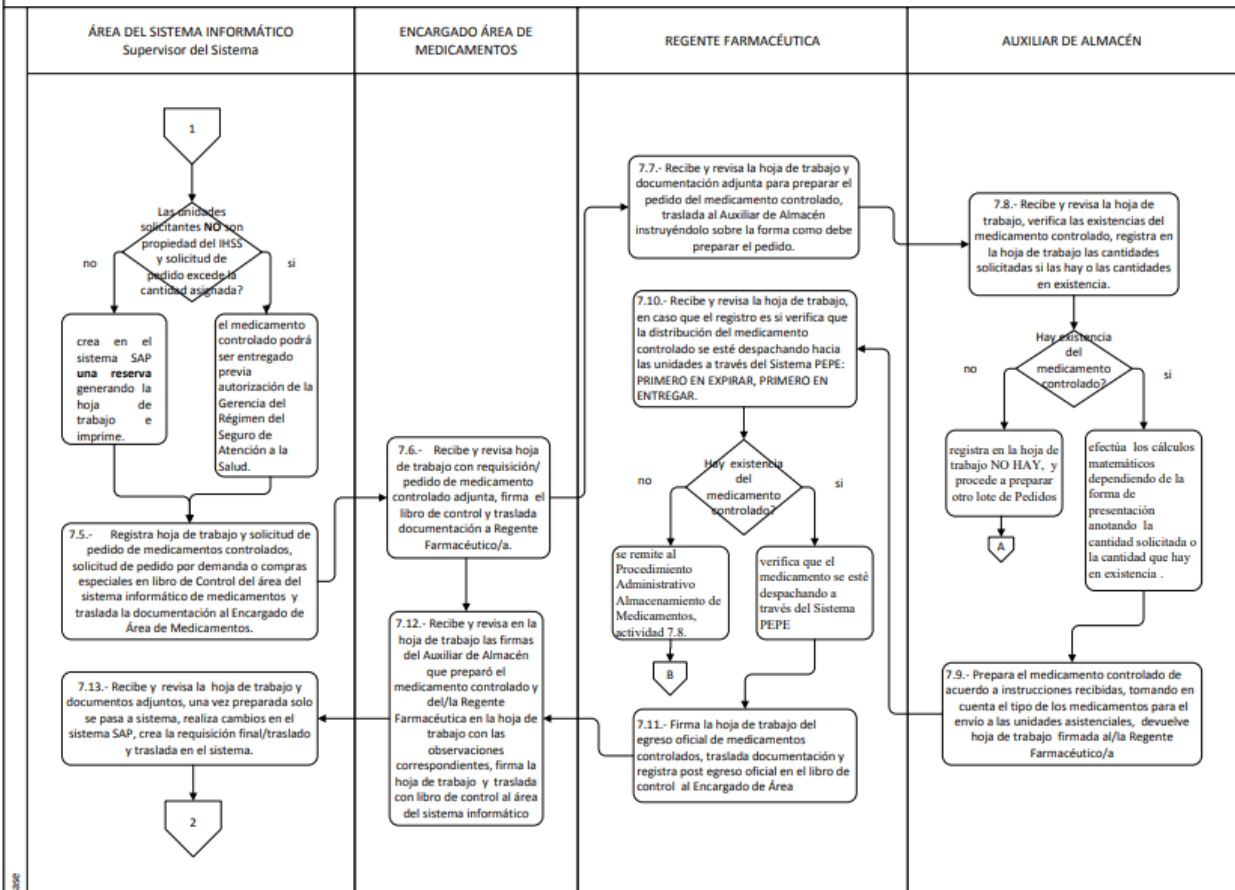 ÁREA DEL SISTEMA INFORMÁTICO
Supervisor del Sistema
ENCARGADO ÁREA DE
MEDICAMENTOS
REGENTE FARMACÉUTICA
AUXILIAR DE ALMACÉN
1
Las unidades
solicitantes NO son
propiedad del IHSS
y solicitud de
pedido excede la
cantidad asignada?
no
si
crea en el
sistema SAP
una reserva
generando la
hoja de
trabajo e
imprime.
el medicamento
controlado podrá
ser entregado
previa
autorización de la
Gerencia del
Régimen del
Seguro de
Atención a la
Salud.
7.5.- Registra hoja de trabajo y solicitud de
pedido de medicamentos controlados,
solicitud de pedido por demanda o compras
especiales en libro de Control del área del
sistema informático de medicamentos y
traslada la documentación al Encargado de
Área de Medicamentos.
7.13.- Recibe y revisa la hoja de trabajo y
documentos adjuntos, una vez preparada solo
se pasa a sistema, realiza cambios en el
sistema SAP, crea la requisición final/traslado
y traslada en el sistema.
2
7.6.- Recibe y revisa hoja
de trabajo con requisición/
pedido de medicamento
controlado adjunta, firma el
libro de control y traslada
documentación a Regente
Farmacéutico/a.
7.12.- Recibe y revisa en la
hoja de trabajo las firmas
del Auxiliar de Almacén
que preparó el
medicamento controlado y
del/la Regente
Farmacéutica en la hoja de
trabajo con las
observaciones
correspondientes, firma la
hoja de trabajo y traslada
con libro de control al área
del sistema informático
7.7.- Recibe y revisa la hoja de trabajo y
documentación adjunta para preparar el
pedido del medicamento controlado,
traslada al Auxiliar de Almacén
instruyéndolo sobre la forma como debe
preparar el pedido.
7.10.- Recibe y revisa la hoja de trabajo,
en caso que el registro es si verifica que
la distribución del medicamento
controlado se esté despachando hacia
las unidades a través del Sistema PEPE:
PRIMERO EN EXPIRAR, PRIMERO EN
ENTREGAR.
Hay existencia
del
medicamento
controlado?
no
si
se remite al
Procedimiento
Administrativo
Almacenamiento de
Medicamentos,
actividad 7.8.
B
verifica que el
medicamento se esté
despachando a
través del Sistema
PEPE
7.11.- Firma la hoja de trabajo del
egreso oficial de medicamentos
controlados, traslada documentación y
registra post egreso oficial en el libro de
control al Encargado de Área
7.8.- Recibe y revisa la hoja de
trabajo, verifica las existencias del
medicamento controlado, registra en
la hoja de trabajo las cantidades
solicitadas si las hay o las cantidades
en existencia.
Hay existencia
del
medicamento
controlado?
no
si
registra en la hoja de
trabajo NO HAY, y
procede a preparar
otro lote de Pedidos
A
efectúa los cálculos
matemáticos
dependiendo de la
forma de
presentación
anotando la
cantidad solicitada o
la cantidad que hay
en existencia .
7.9.- Prepara el medicamento controlado de
acuerdo a instrucciones recibidas, tomando en
cuenta el tipo de los medicamentos para el
envío a las unidades asistenciales, devuelve
hoja de trabajo firmada al/la Regente
Farmacéutico/a
ase